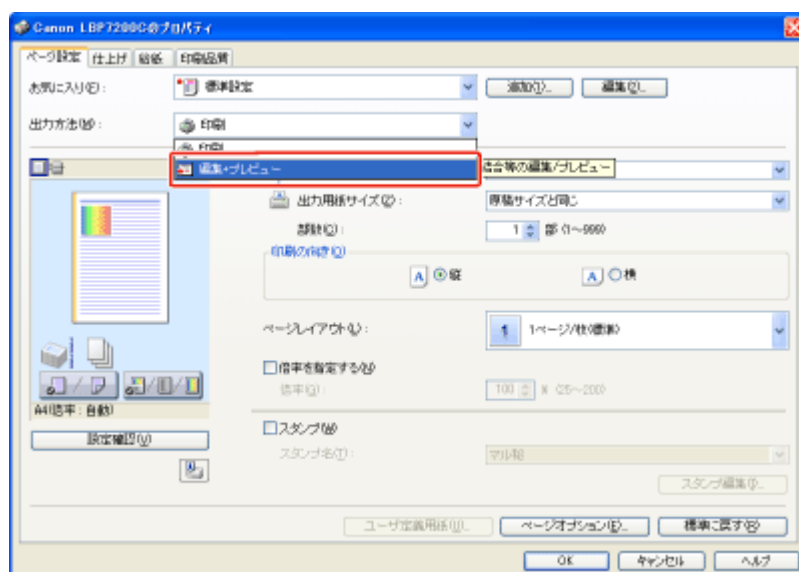 Canon LBP7200Cのプロパティ
ページ設定 仕上げ 給紙 印刷品質
お気に入り(F): 標準設定 追加(1)... 編集(2)...
出力方法(M): 印刷
印刷
編集+プレビュー 結合等の編集/プレビュー
出力用紙サイズ(Z): 原稿サイズと同じ
部数(C): 1 部 (1~999)
印刷の向き(O)
A 縦 A 横
ページレイアウト(L): 1 1ページ/枚(標準)
倍率を指定する(N)
倍率(G): 100 % (25~200)
A4(倍率:自動)
設定確認(V)
スタンプ(W)
スタンプ名(T): マル秘
スタンプ編集(I)...
ユーザ定義用紙(U)... ページオプション(E)... 標準に戻す(R)
OK キャンセル ヘルプ